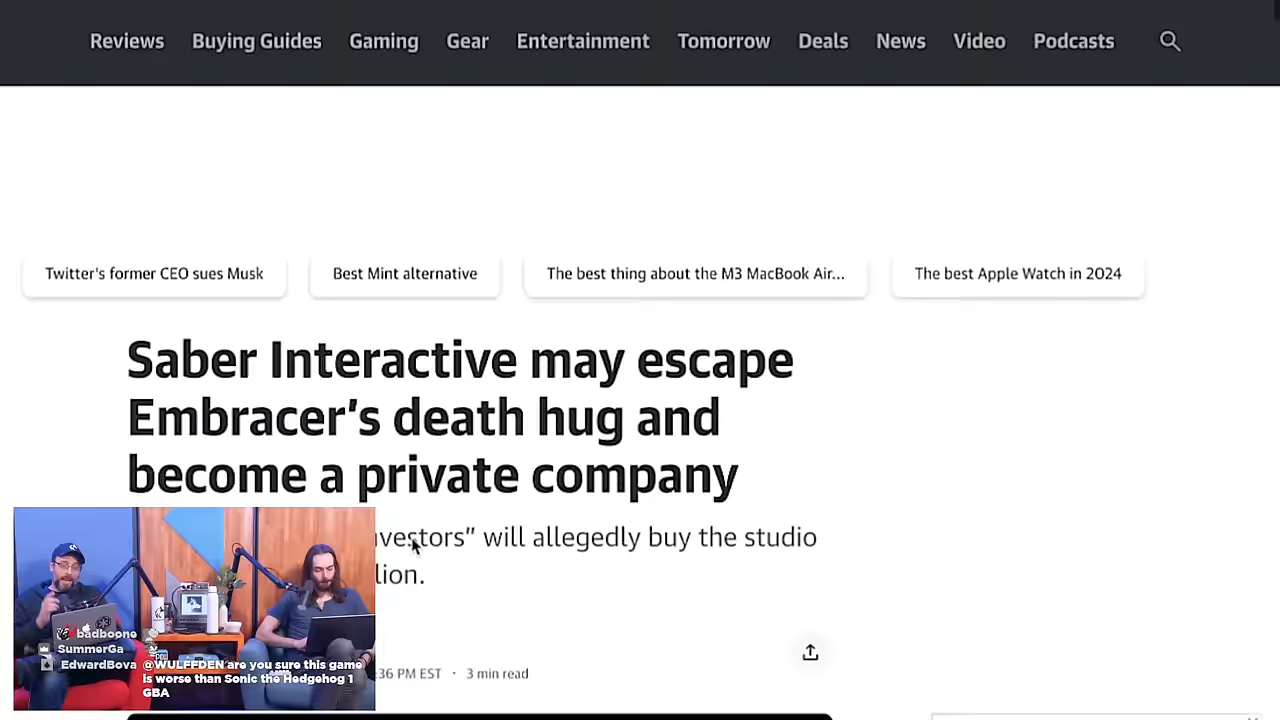 Reviews Buying Guides Gaming Gear Entertainment Tomorrow Deals News Video Podcasts
Twitter's former CEO sues Musk Best Mint alternative The best thing about the M3 MacBook Air... The best Apple Watch in 2024
Saber Interactive may escape
Embracer's death hug and
become a private company
nvestors” will allegedly buy the studio
lion.
:36 PM EST · 3 min read
badboone
SummerGa
EdwardBova @WULFFDEN are you sure this game
is worse than Sonic the Hedgehog 1
GBA